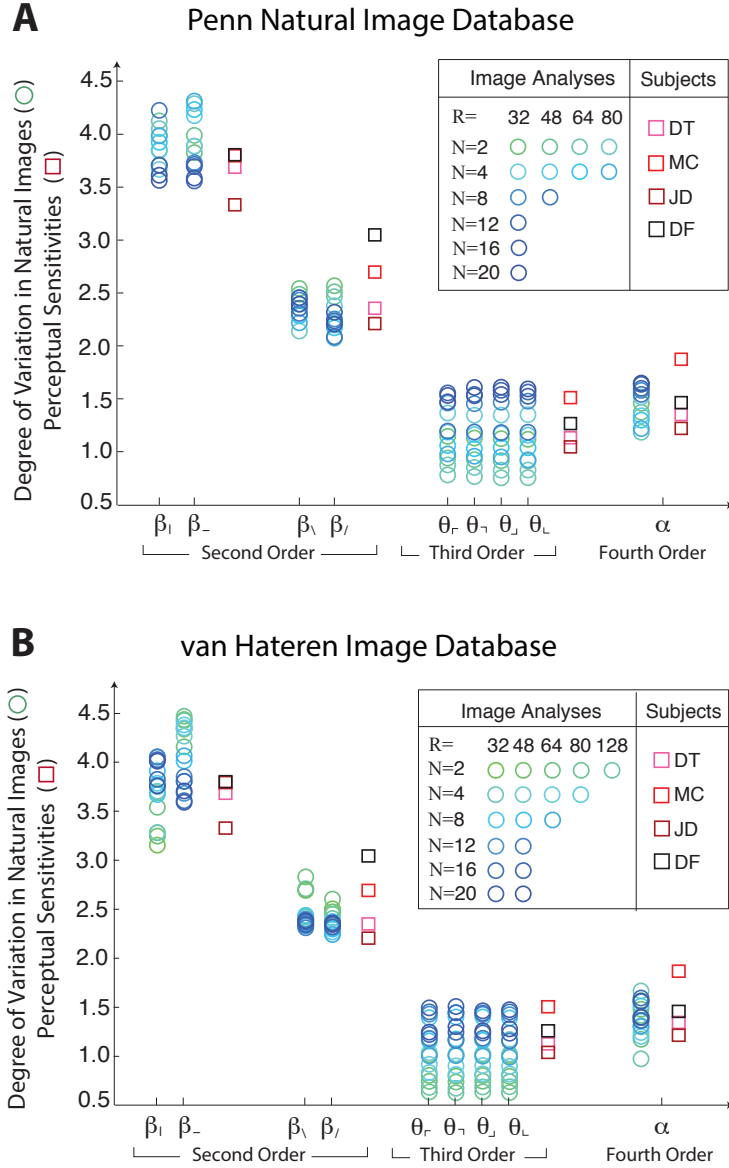 A Penn Natural Image Database
Degree of Variation in Natural Images (○)
Perceptual Sensitivities (□)
4.5
4.0
3.5
3.0
2.5
2.0
1.5
1.0
0.5
Image Analyses Subjects
R= 32 48 64 80
N=2
N=4
N=8
N=12
N=16
N=20
DT
MC
JD
DF
β| β− β\ β/ θ⌜ θ⌝ θ⌟ θ⌞ α
Second Order Third Order Fourth Order
B van Hateren Image Database
Degree of Variation in Natural Images (○)
Perceptual Sensitivities (□)
4.5
4.0
3.5
3.0
2.5
2.0
1.5
1.0
0.5
Image Analyses Subjects
R= 32 48 64 80 128
N=2
N=4
N=8
N=12
N=16
N=20
DT
MC
JD
DF
β| β− β\ β/ θ⌜ θ⌝ θ⌟ θ⌞ α
Second Order Third Order Fourth Order